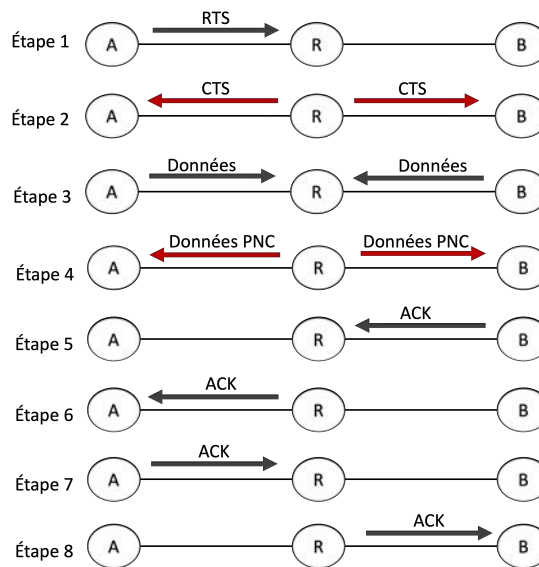 RTS
Étape 1 A R B
CTS CTS
Étape 2 A R B
Données Données
Étape 3 A R B
Données PNC Données PNC
Étape 4 A R B
ACK
Étape 5 A R B
ACK
Étape 6 A R B
ACK
Étape 7 A R B
ACK
Étape 8 A R B